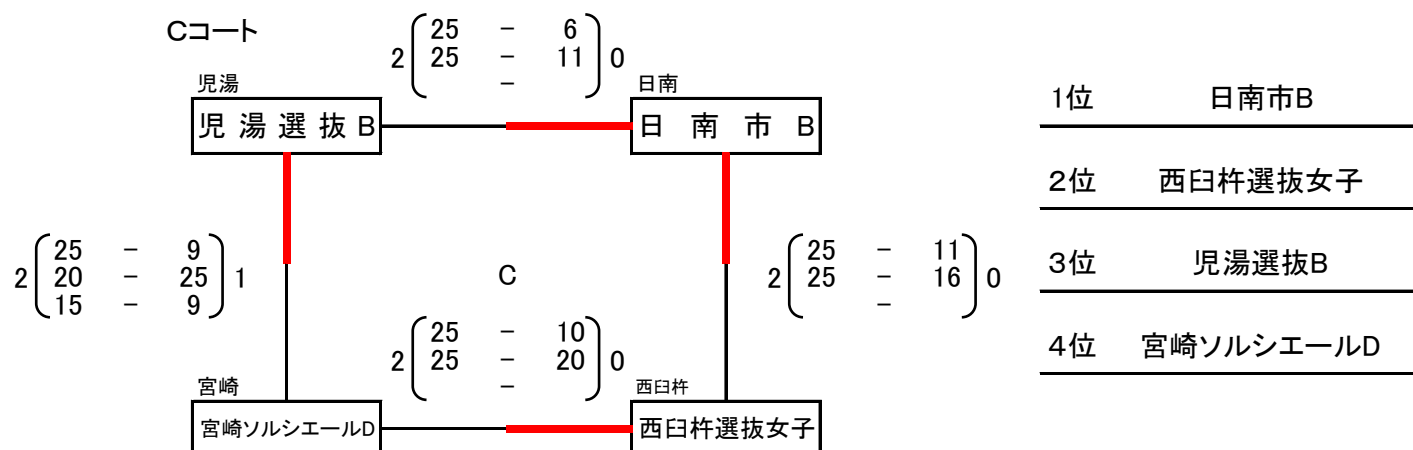 Cコート
2 25 - 6 0
25 - 11
-
児湯
児湯選抜B
日南
日南市B
1位 日南市B
2位 西臼杵選抜女子
3位 児湯選抜B
4位 宮崎ソルシエールD
25 - 9
2 20 - 25 1
15 - 9
C
25 - 11
2 25 - 16 0
-
25 - 10
2 25 - 20 0
-
宮崎
宮崎ソルシエールD
西臼杵
西臼杵選抜女子